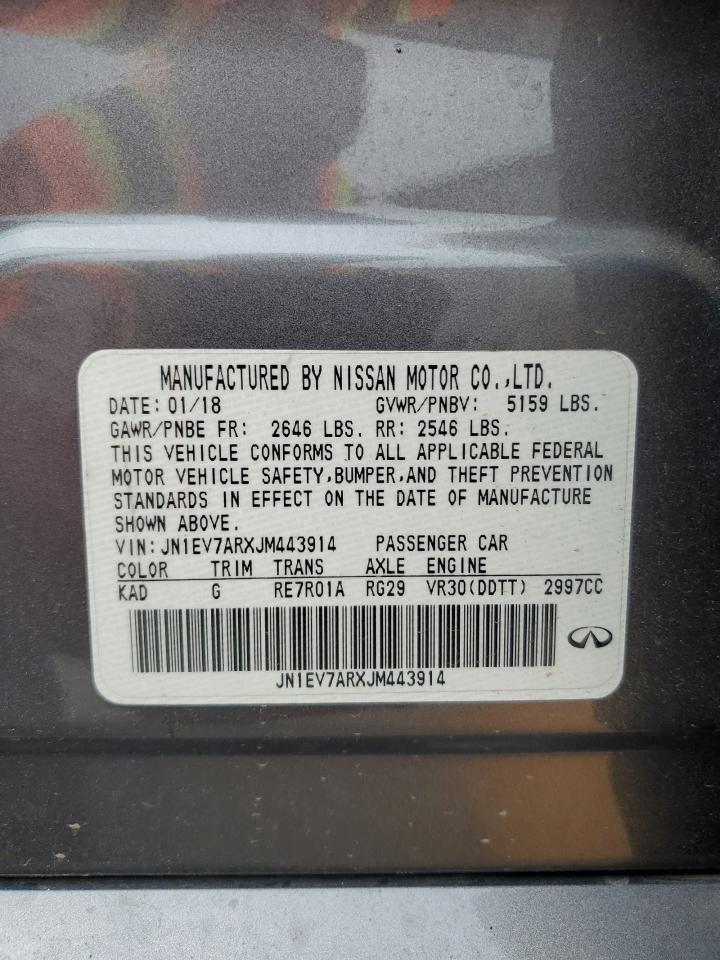 MANUFACTURED BY NISSAN MOTOR CO.,LTD.
DATE: 01/18 GVWR/PNBV: 5159 LBS.
GAWR/PNBE FR: 2646 LBS. RR: 2546 LBS.
THIS VEHICLE CONFORMS TO ALL APPLICABLE FEDERAL
MOTOR VEHICLE SAFETY,BUMPER,AND THEFT PREVENTION
STANDARDS IN EFFECT ON THE DATE OF MANUFACTURE
SHOWN ABOVE.
VIN: JN1EV7ARXJM443914 PASSENGER CAR
COLOR TRIM TRANS AXLE ENGINE
KAD G RE7R01A RG29 VR30(DDTT) 2997CC
JN1EV7ARXJM443914